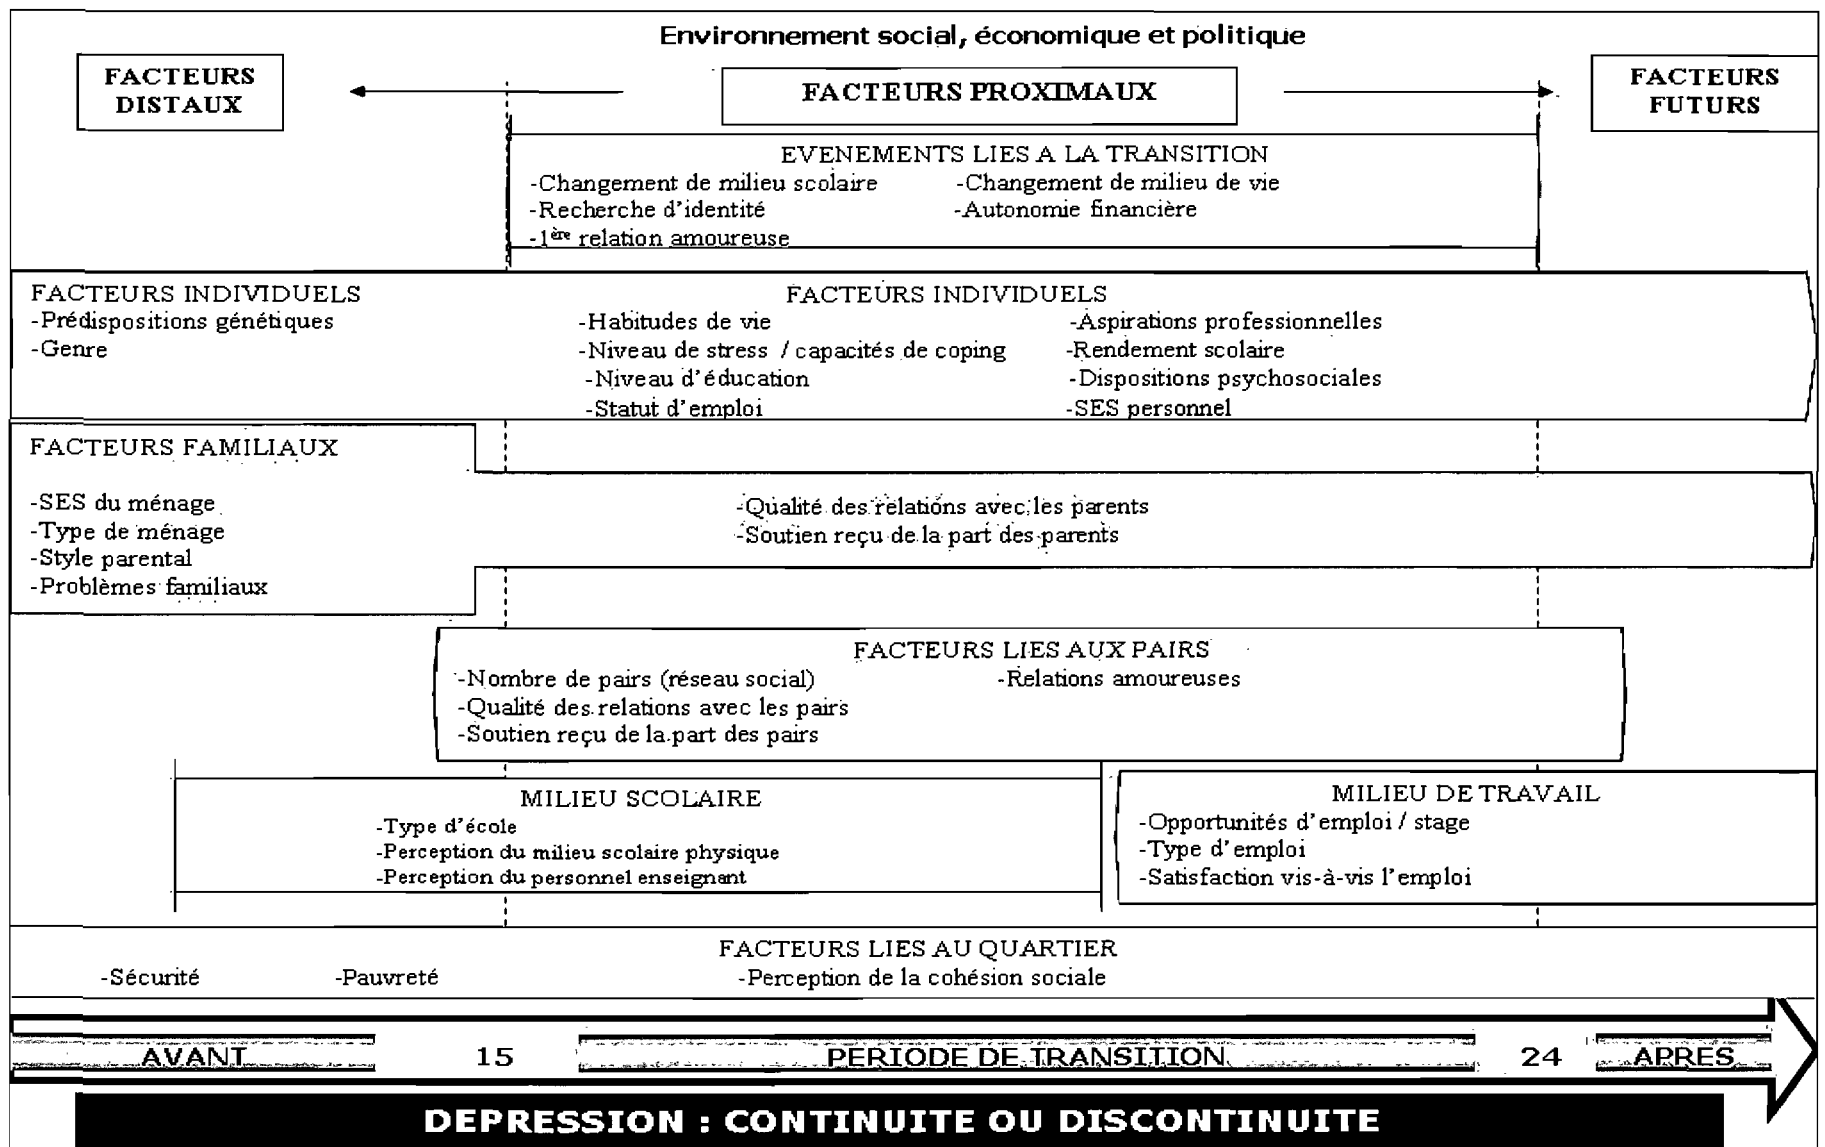 Environnement social, économique et politique
FACTEURS
DISTAUX
FACTEURS PROXIMAUX
FACTEURS
FUTURS
EVENEMENTS LIES A LA TRANSITION
-Changement de milieu scolaire -Changement de milieu de vie
-Recherche d'identité -Autonomie financière
-1ère relation amoureuse
FACTEURS INDIVIDUELS FACTEURS INDIVIDUELS
-Prédispositions génétiques -Habitudes de vie -Aspirations professionnelles
-Genre -Niveau de stress / capacités de coping -Rendement scolaire
-Niveau d'éducation -Dispositions psychosociales
-Statut d'emploi -SES personnel
FACTEURS FAMILIAUX
-SES du ménage -Qualité des relations avec les parents
-Type de ménage -Soutien reçu de la part des parents
-Style parental
-Problèmes familiaux
FACTEURS LIES AUX PAIRS
-Nombre de pairs (réseau social) -Relations amoureuses
-Qualité des relations avec les pairs
-Soutien reçu de la part des pairs
MILIEU SCOLAIRE
-Type d'école
-Perception du milieu scolaire physique
-Perception du personnel enseignant
MILIEU DE TRAVAIL
-Opportunités d'emploi / stage
-Type d'emploi
-Satisfaction vis-à-vis l'emploi
FACTEURS LIES AU QUARTIER
-Sécurité -Pauvreté -Perception de la cohésion sociale
AVANT 15 PERIODE DE TRANSITION 24 APRES
DEPRESSION : CONTINUITE OU DISCONTINUITE